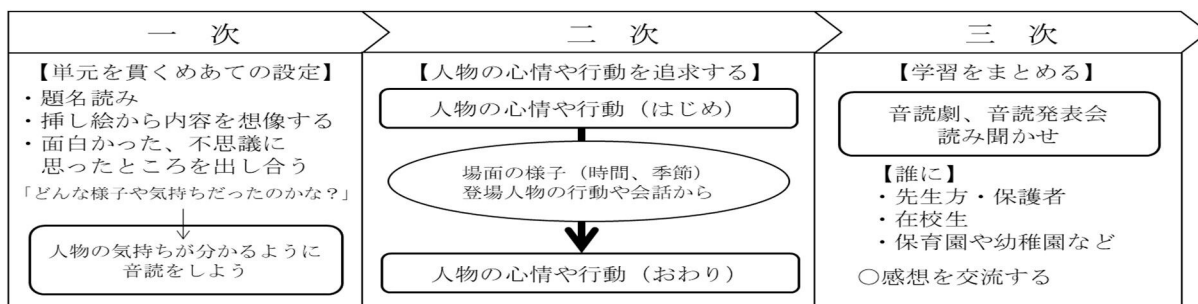 一 次
【単元を貫くめあての設定】
・題名読み
・挿し絵から内容を想像する
・面白かった、不思議に
思ったところを出し合う
「どんな様子や気持ちだったのかな？」
人物の気持ちが分かるように
音読をしよう
二 次
【人物の心情や行動を追求する】
人物の心情や行動（はじめ）
場面の様子（時間、季節）
登場人物の行動や会話から
人物の心情や行動（おわり）
三 次
【学習をまとめる】
音読劇、音読発表会
読み聞かせ
【誰に】
・先生方・保護者
・在校生
・保育園や幼稚園など
○感想を交流する